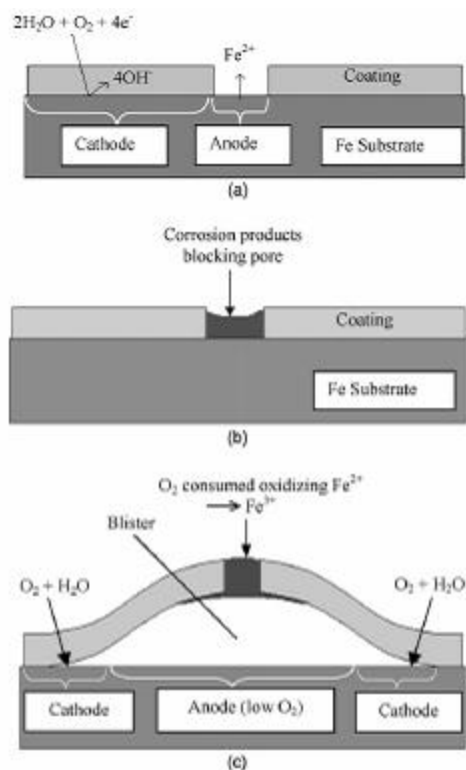 2H₂O + O₂ + 4e⁻
4OH⁻
Fe²⁺
Coating
Cathode
Anode
Fe Substrate
(a)
Corrosion products
blocking pore
Coating
Fe Substrate
(b)
O₂ consumed oxidizing Fe²⁺
Fe³⁺
Blister
O₂ + H₂O
O₂ + H₂O
Cathode
Anode (low O₂)
Cathode
(c)